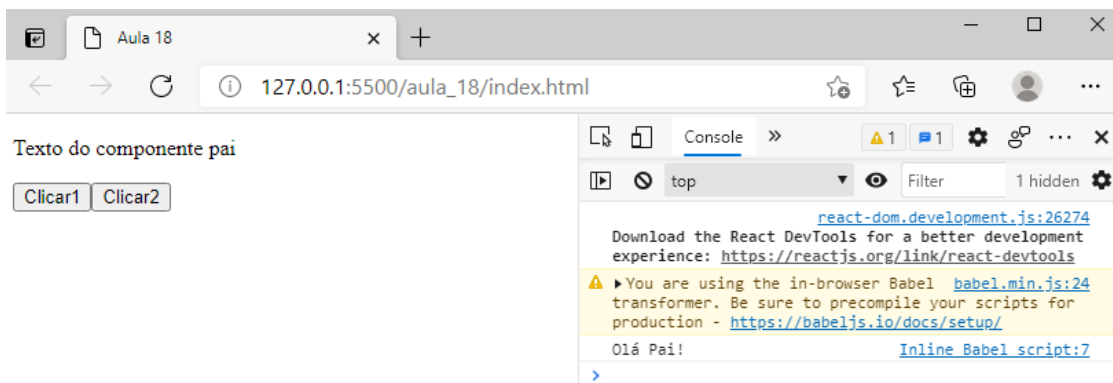 Aula 18
127.0.0.1:5500/aula_18/index.html
Texto do componente pai
Clicar1 Clicar2
Console » 1 1
top Filter 1 hidden
react-dom.development.js:26274
Download the React DevTools for a better development
experience: https://reactjs.org/link/react-devtools
You are using the in-browser Babel babel.min.js:24
transformer. Be sure to precompile your scripts for
production - https://babeljs.io/docs/setup/
Olá Pai! Inline Babel script:7
>